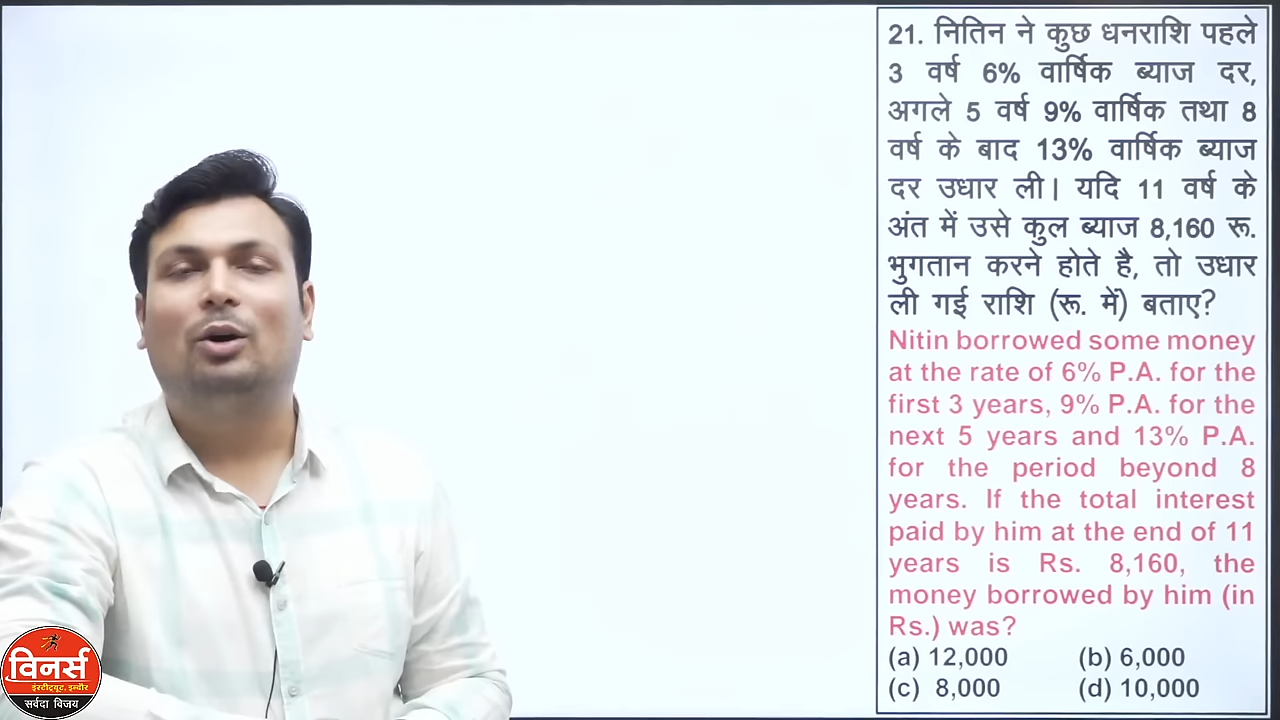 21. नितिन ने कुछ धनराशि पहले
3 वर्ष 6% वार्षिक ब्याज दर,
अगले 5 वर्ष 9% वार्षिक तथा 8
वर्ष के बाद 13% वार्षिक ब्याज
दर उधार ली। यदि 11 वर्ष के
अंत में उसे कुल ब्याज 8,160 रू.
भुगतान करने होते है, तो उधार
ली गई राशि (रू. में) बताए?
Nitin borrowed some money
at the rate of 6% P.A. for the
first 3 years, 9% P.A. for the
next 5 years and 13% P.A.
for the period beyond 8
years. If the total interest
paid by him at the end of 11
years is Rs. 8,160, the
money borrowed by him (in
Rs.) was?
(a) 12,000 (b) 6,000
(c) 8,000 (d) 10,000
विनर्स
इंस्टीट्यूट, इन्दौर
सर्वदा विजय